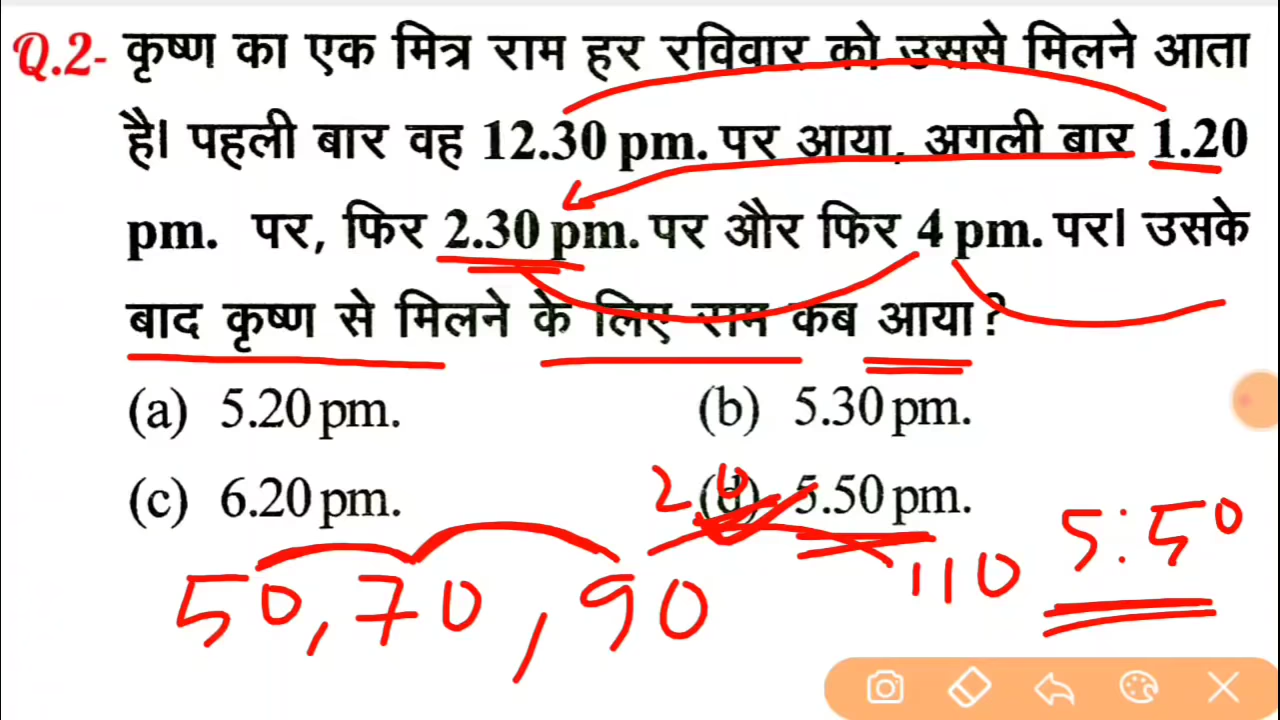 Q.2- कृष्ण का एक मित्र राम हर रविवार को उससे मिलने आता
है। पहली बार वह 12.30 pm. पर आया, अगली बार 1.20
pm. पर, फिर 2.30 pm. पर और फिर 4 pm. पर। उसके
बाद कृष्ण से मिलने के लिए राम कब आया?
(a) 5.20 pm. (b) 5.30 pm.
(c) 6.20 pm. (d) 5.50 pm.
20
50, 70, 90 110 5:50